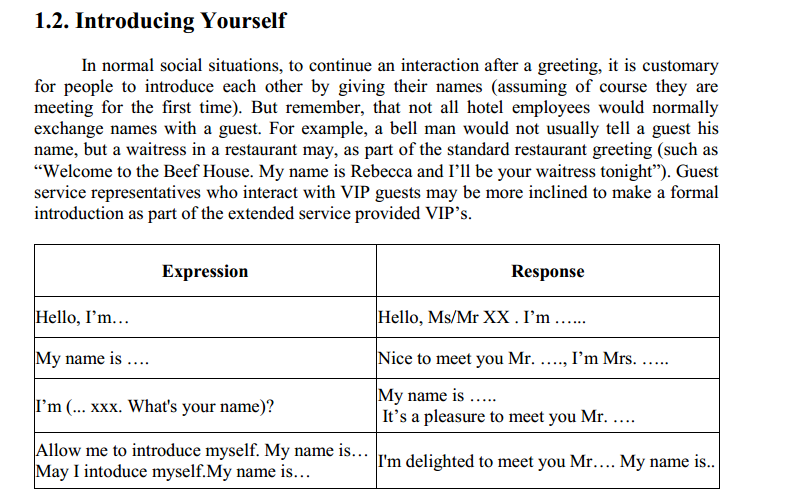 1.2. Introducing Yourself
In normal social situations, to continue an interaction after a greeting, it is customary
for people to introduce each other by giving their names (assuming of course they are
meeting for the first time). But remember, that not all hotel employees would normally
exchange names with a guest. For example, a bell man would not usually tell a guest his
name, but a waitress in a restaurant may, as part of the standard restaurant greeting (such as
“Welcome to the Beef House. My name is Rebecca and I’ll be your waitress tonight”). Guest
service representatives who interact with VIP guests may be more inclined to make a formal
introduction as part of the extended service provided VIP’s.
Expression
Response
Hello, I’m…
Hello, Ms/Mr XX . I’m …...
My name is ….
Nice to meet you Mr. …., I’m Mrs. …..
I’m (... xxx. What's your name)?
My name is …..
It’s a pleasure to meet you Mr. ….
Allow me to introduce myself. My name is…
May I intoduce myself.My name is…
I'm delighted to meet you Mr…. My name is..